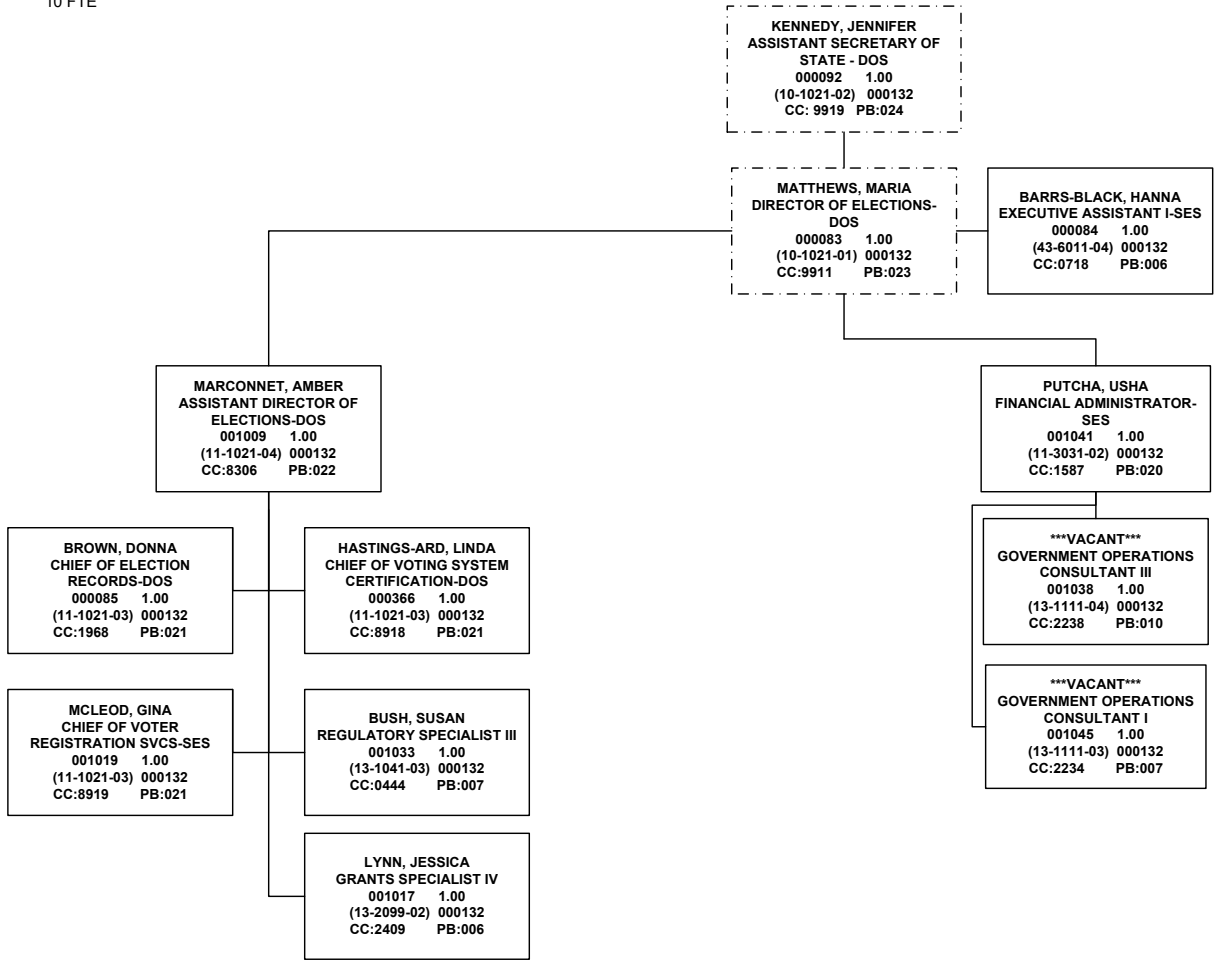 10 FTE
KENNEDY, JENNIFER
ASSISTANT SECRETARY OF
STATE - DOS
000092 1.00
(10-1021-02) 000132
CC: 9919 PB:024
MATTHEWS, MARIA
DIRECTOR OF ELECTIONS-
DOS
000083 1.00
(10-1021-01) 000132
CC:9911 PB:023
BARRS-BLACK, HANNA
EXECUTIVE ASSISTANT I-SES
000084 1.00
(43-6011-04) 000132
CC:0718 PB:006
MARCONNET, AMBER
ASSISTANT DIRECTOR OF
ELECTIONS-DOS
001009 1.00
(11-1021-04) 000132
CC:8306 PB:022
PUTCHA, USHA
FINANCIAL ADMINISTRATOR-
SES
001041 1.00
(11-3031-02) 000132
CC:1587 PB:020
BROWN, DONNA
CHIEF OF ELECTION
RECORDS-DOS
000085 1.00
(11-1021-03) 000132
CC:1968 PB:021
HASTINGS-ARD, LINDA
CHIEF OF VOTING SYSTEM
CERTIFICATION-DOS
000366 1.00
(11-1021-03) 000132
CC:8918 PB:021
***VACANT***
GOVERNMENT OPERATIONS
CONSULTANT III
001038 1.00
(13-1111-04) 000132
CC:2238 PB:010
MCLEOD, GINA
CHIEF OF VOTER
REGISTRATION SVCS-SES
001019 1.00
(11-1021-03) 000132
CC:8919 PB:021
BUSH, SUSAN
REGULATORY SPECIALIST III
001033 1.00
(13-1041-03) 000132
CC:0444 PB:007
***VACANT***
GOVERNMENT OPERATIONS
CONSULTANT I
001045 1.00
(13-1111-03) 000132
CC:2234 PB:007
LYNN, JESSICA
GRANTS SPECIALIST IV
001017 1.00
(13-2099-02) 000132
CC:2409 PB:006